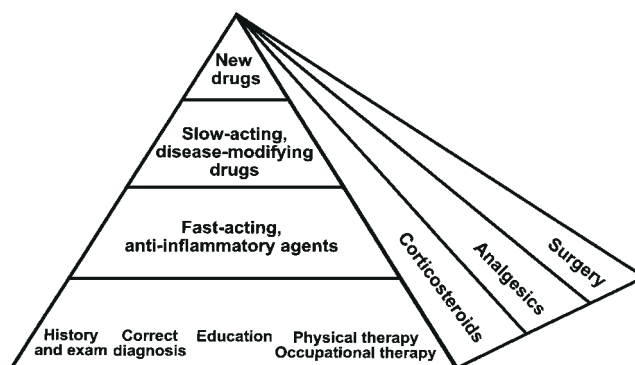 New
drugs
Slow-acting,
disease-modifying
drugs
Fast-acting,
anti-inflammatory agents
History
and exam
Correct
diagnosis
Education
Physical therapy
Occupational therapy
Corticosteroids
Analgesics
Surgery